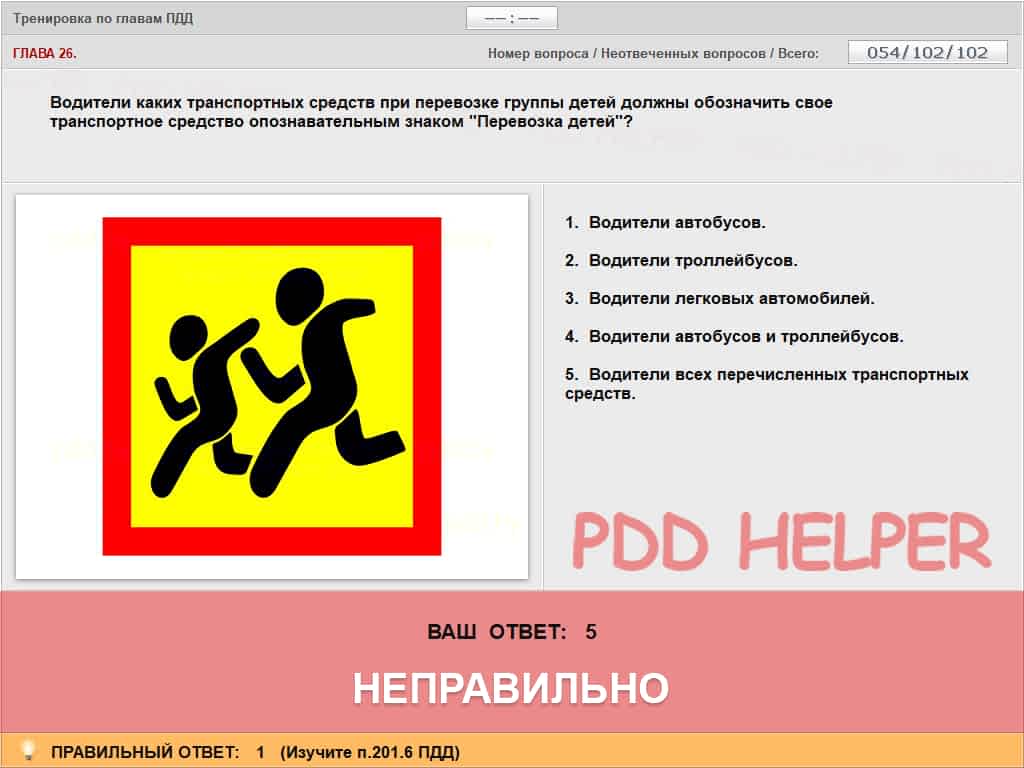 Тренировка по главам ПДД
–– : ––
ГЛАВА 26.
Номер вопроса / Неотвеченных вопросов / Всего:
054/102/102
Водители каких транспортных средств при перевозке группы детей должны обозначить свое
транспортное средство опознавательным знаком "Перевозка детей"?
1. Водители автобусов.
2. Водители троллейбусов.
3. Водители легковых автомобилей.
4. Водители автобусов и троллейбусов.
5. Водители всех перечисленных транспортных
средств.
PDD HELPER
ВАШ ОТВЕТ: 5
НЕПРАВИЛЬНО
ПРАВИЛЬНЫЙ ОТВЕТ: 1 (Изучите п.201.6 ПДД)